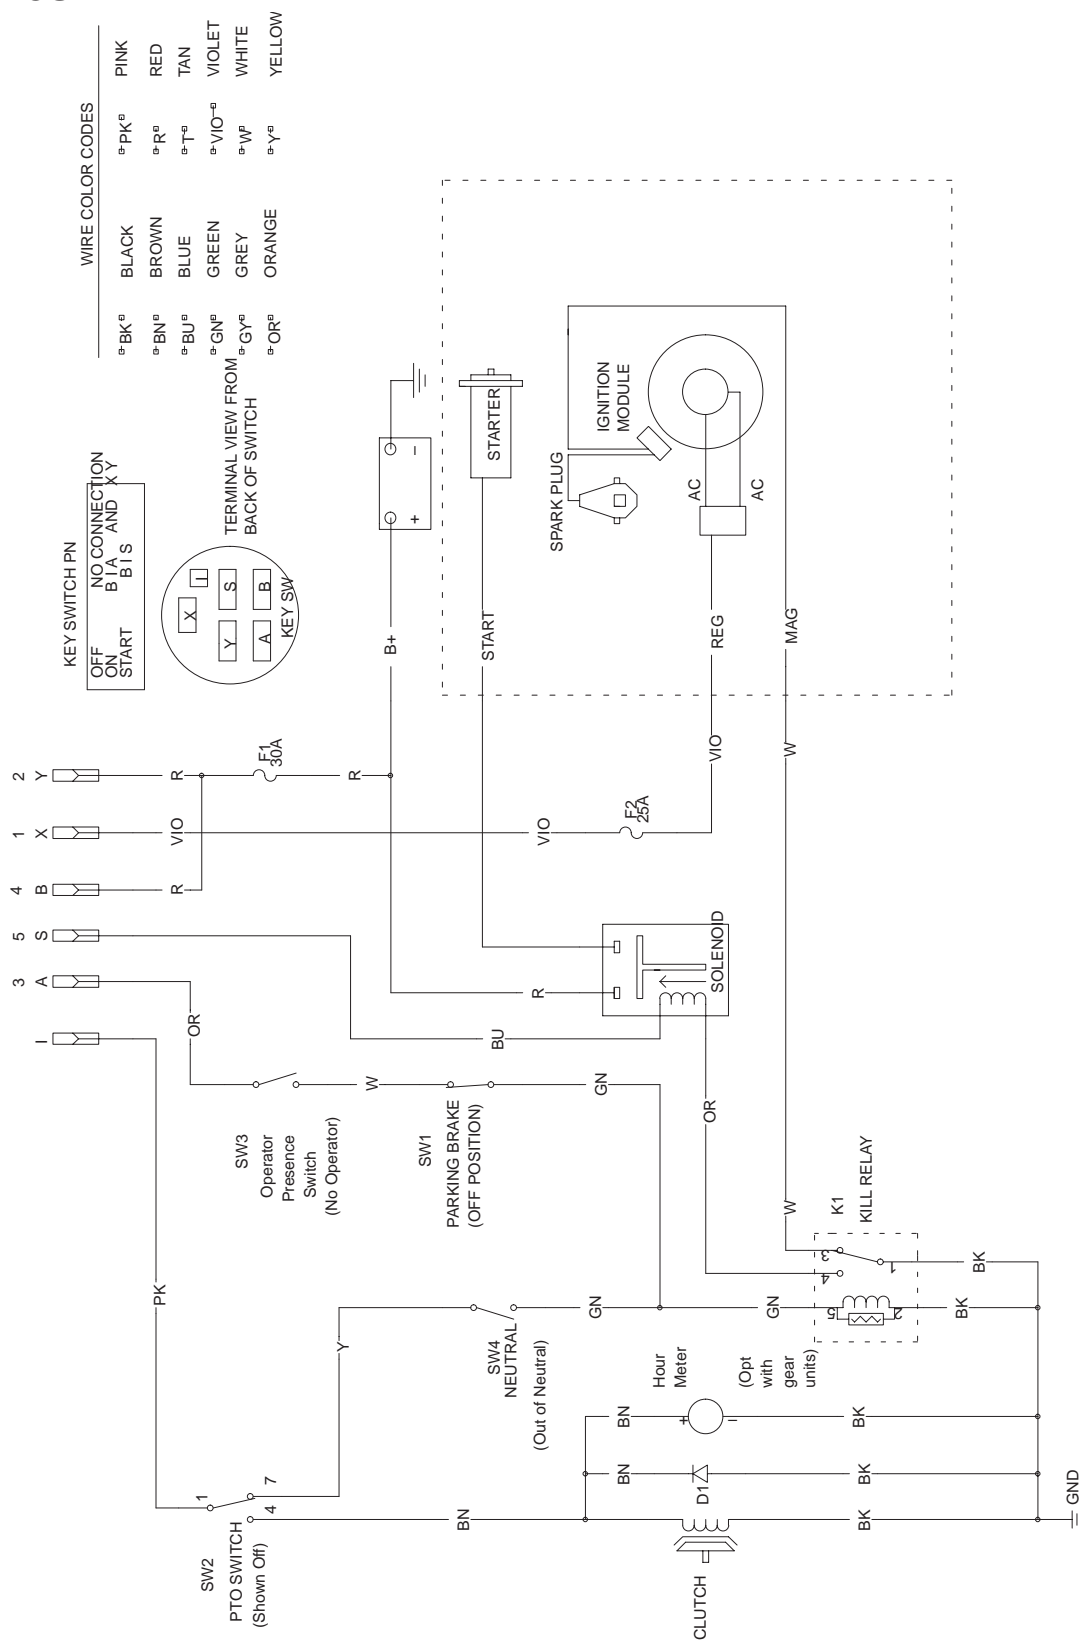 WIRE COLOR CODES
BK BLACK PK PINK
BN BROWN R RED
BU BLUE T TAN
GN GREEN VIO VIOLET
GY GREY W WHITE
OR ORANGE Y YELLOW
KEY SWITCH PN
OFF NO CONNECTION
ON B I A AND X Y
START B I S
X
I
Y
S
A
B
KEY SW
TERMINAL VIEW FROM
BACK OF SWITCH
I
3 A
5 S
4 B
1 X
2 Y
PK
OR
BU
R
VIO
R
F1
30A
R
B+
+
−
START
STARTER
SPARK PLUG
IGNITION
MODULE
AC
AC
REG
MAG
VIO
W
VIO
F2
25A
R
SOLENOID
SW3
Operator
Presence
Switch
(No Operator)
W
SW1
PARKING BRAKE
(OFF POSITION)
GN
OR
W
K1
KILL RELAY
3
4
1
5
2
BK
BK
Y
SW4
NEUTRAL
(Out of Neutral)
GN
GN
SW2
PTO SWITCH
(Shown Off)
1
7
4
BN
BN
BN
Hour
Meter
(Opt
with
gear
units)
+
−
D1
CLUTCH
BK
BK
BK
GND